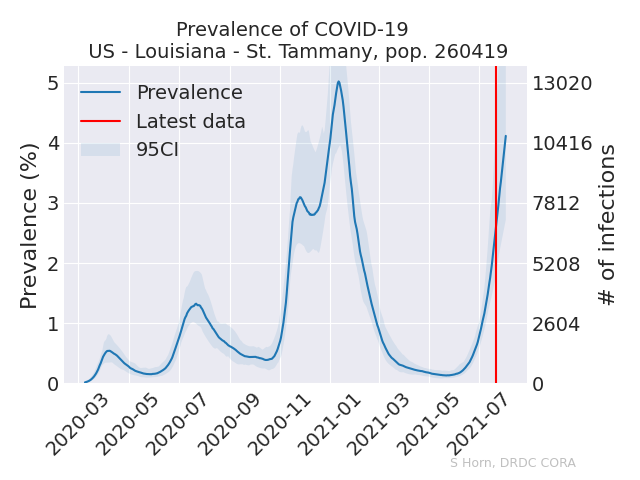 Prevalence of COVID-19
US - Louisiana - St. Tammany, pop. 260419
Prevalence
Latest data
95CI
Prevalence (%)
5
4
3
2
1
0
13020
10416
7812
5208
2604
0
# of infections
2020-03
2020-05
2020-07
2020-09
2020-11
2021-01
2021-03
2021-05
2021-07
S Horn, DRDC CORA